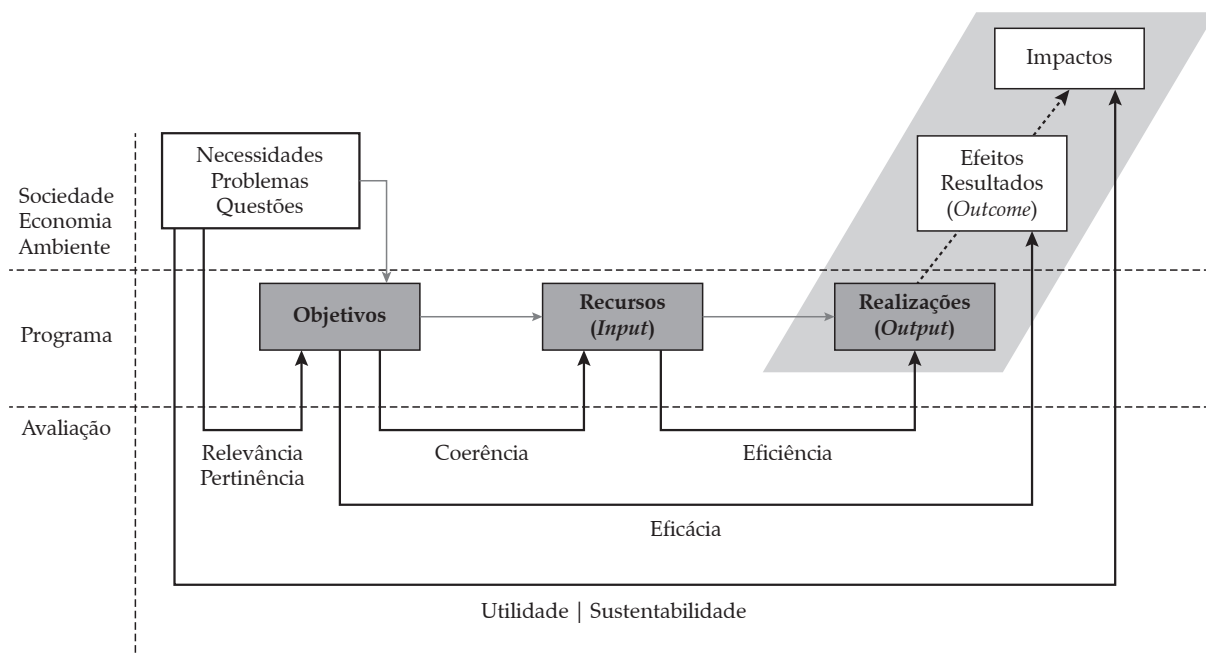 Impactos
Necessidades
Problemas
Questões
Efeitos
Resultados
(Outcome)
Sociedade
Economia
Ambiente
Programa
Objetivos
Recursos
(Input)
Realizações
(Output)
Avaliação
Relevância
Pertinência
Coerência
Eficiência
Eficácia
Utilidade | Sustentabilidade